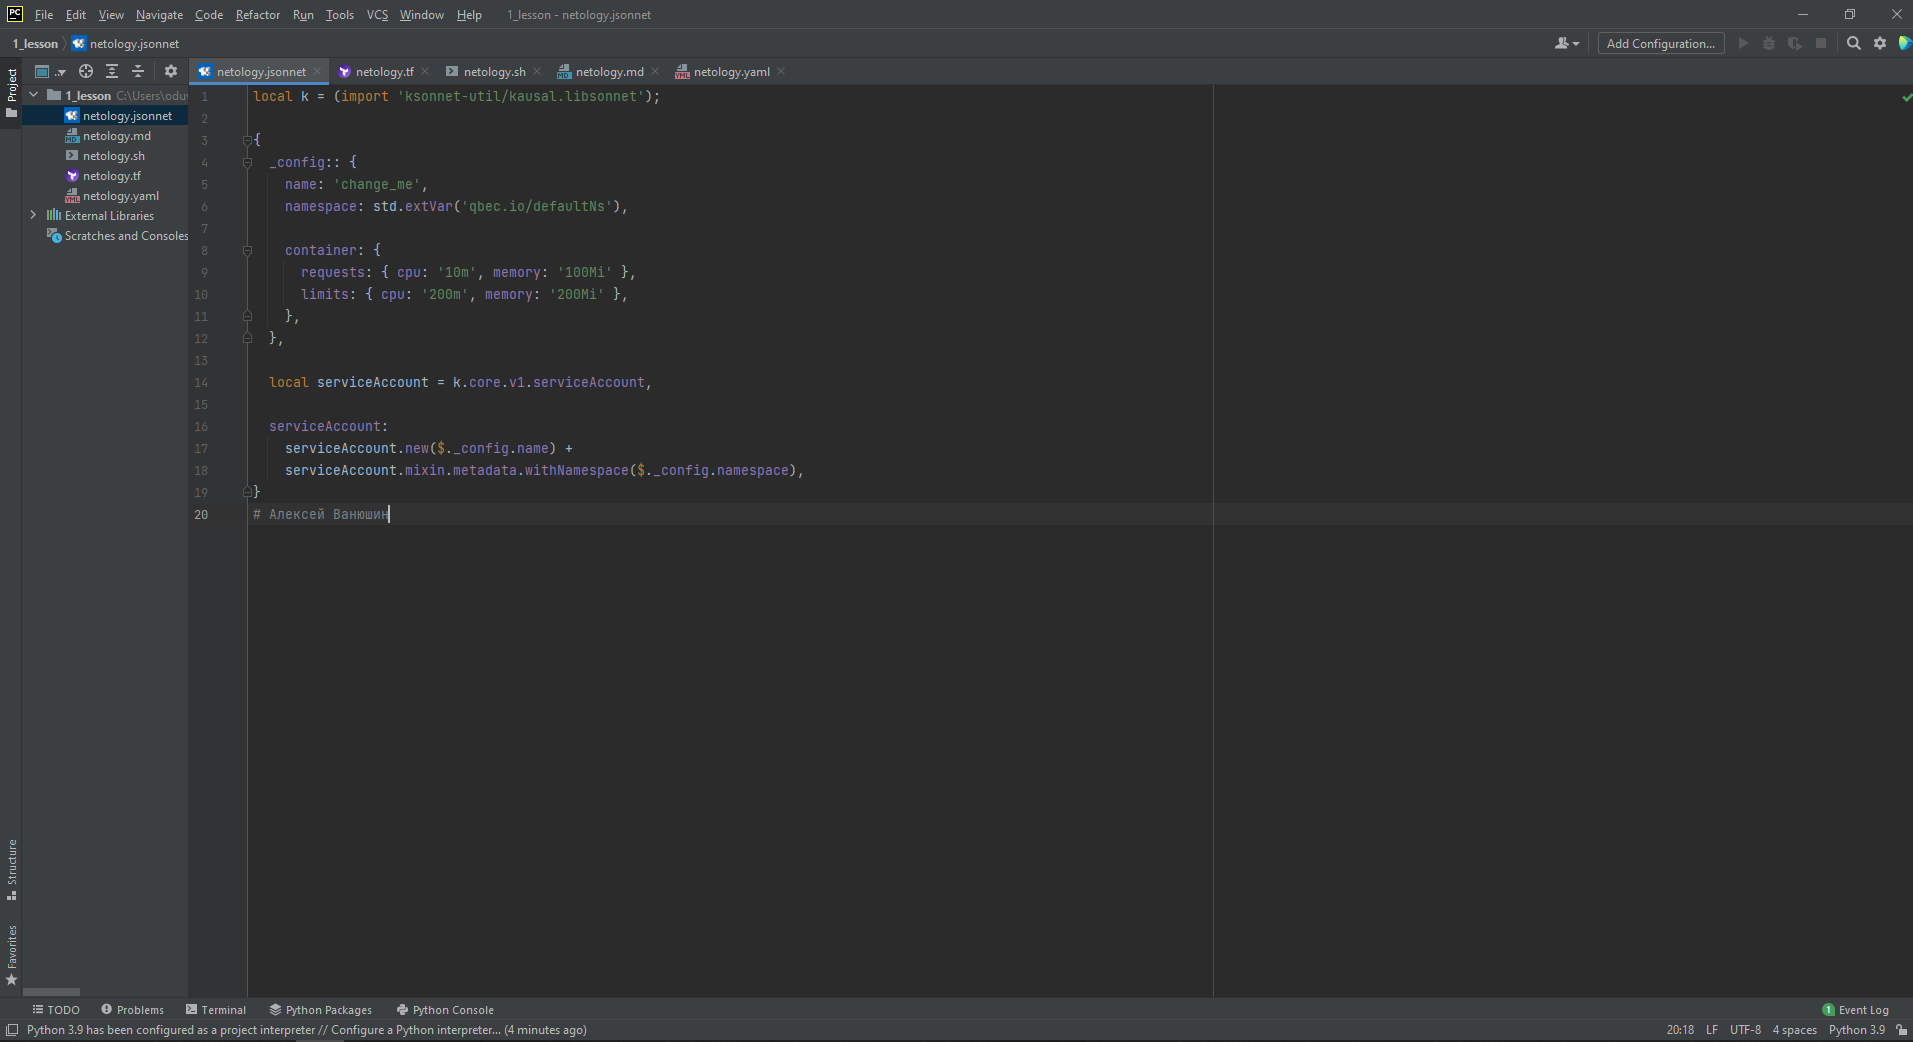 File Edit View Navigate Code Refactor Run Tools VCS Window Help 1_lesson - netology.jsonnet
1_lesson netology.jsonnet Add Configuration...
Project
netology.jsonnet netology.tf netology.sh netology.md netology.yaml
1_lesson C:\Users\oduv
netology.jsonnet
netology.md
netology.sh
netology.tf
netology.yaml
External Libraries
Scratches and Consoles
1 local k = (import 'ksonnet-util/kausal.libsonnet');
2
3 {
4 _config:: {
5 name: 'change_me',
6 namespace: std.extVar('qbec.io/defaultNs'),
7
8 container: {
9 requests: { cpu: '10m', memory: '100Mi' },
10 limits: { cpu: '200m', memory: '200Mi' },
11 },
12 },
13
14 local serviceAccount = k.core.v1.serviceAccount,
15
16 serviceAccount:
17 serviceAccount.new($._config.name) +
18 serviceAccount.mixin.metadata.withNamespace($._config.namespace),
19 }
20 # Алексей Ванюшин
Structure
Favorites
TODO Problems Terminal Python Packages Python Console 1 Event Log
Python 3.9 has been configured as a project interpreter // Configure a Python interpreter... (4 minutes ago) 20:18 LF UTF-8 4 spaces Python 3.9